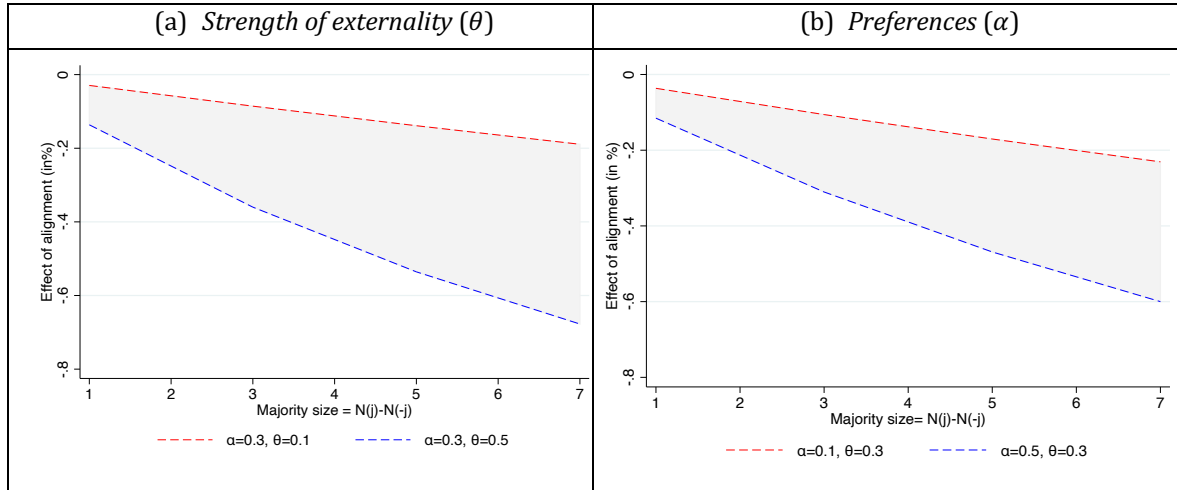 (a) Strength of externality (θ)
(b) Preferences (α)
Effect of alignment (in%)
0
-.2
-.4
-.6
-.8
1 2 3 4 5 6 7
Majority size = N(j)-N(-j)
α=0.3, θ=0.1 α=0.3, θ=0.5
Effect of alignment (in %)
0
-.2
-.4
-.6
-.8
1 2 3 4 5 6 7
Majority size= N(j)-N(-j)
α=0.1, θ=0.3 α=0.5, θ=0.3